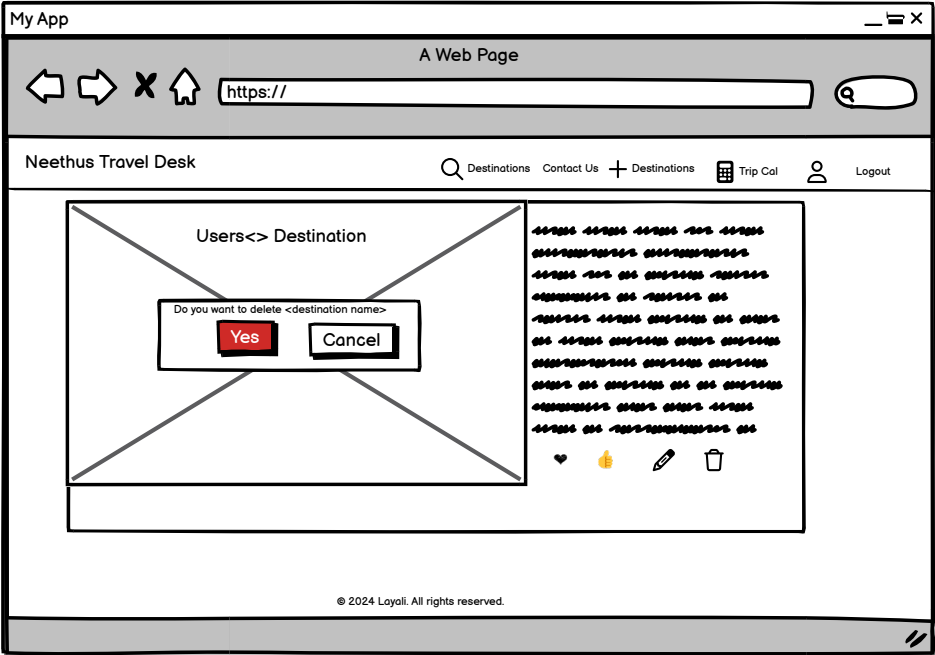 My App
A Web Page
https://
Neethus Travel Desk
Destinations Contact Us Destinations Trip Cal Logout
Users<> Destination
Do you want to delete <destination name>
Yes Cancel
© 2024 Layali. All rights reserved.